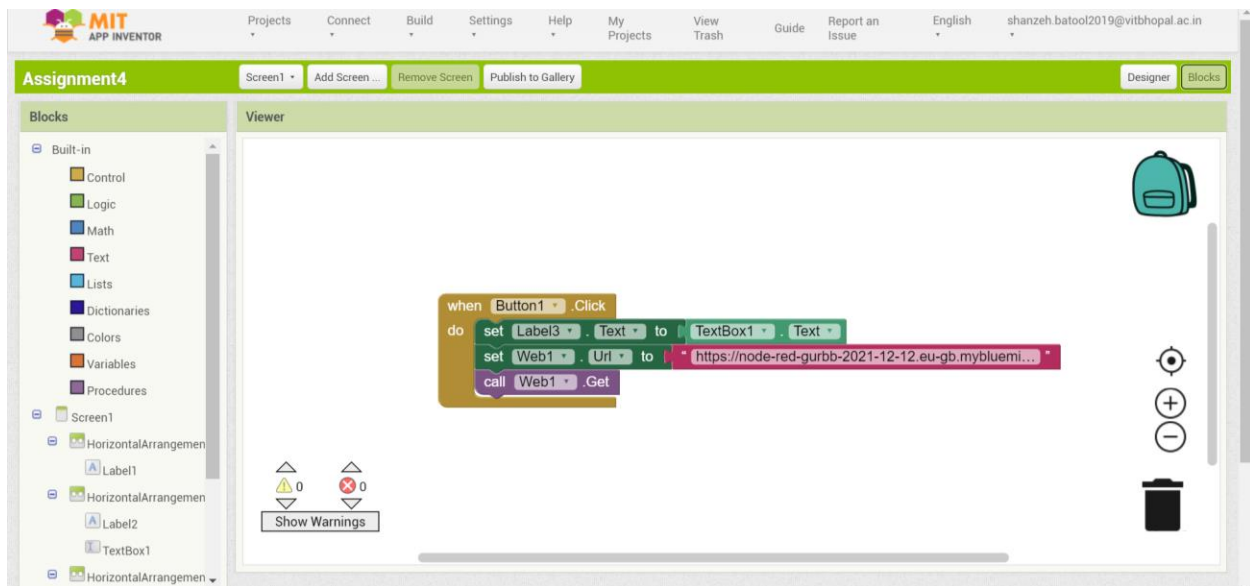 MIT
APP INVENTOR
Projects
Connect
Build
Settings
Help
My Projects
View Trash
Guide
Report an Issue
English
shanzeh.batool2019@vitbhopal.ac.in
Assignment4
Screen1
Add Screen ...
Remove Screen
Publish to Gallery
Designer
Blocks
Blocks
Viewer
Built-in
Control
Logic
Math
Text
Lists
Dictionaries
Colors
Variables
Procedures
Screen1
HorizontalArrangemen
Label1
HorizontalArrangemen
Label2
TextBox1
HorizontalArrangemen
when Button1 .Click
do set Label3 . Text to TextBox1 . Text
set Web1 . Url to " https://node-red-gurbb-2021-12-12.eu-gb.mybluemi... "
call Web1 .Get
0 0
Show Warnings